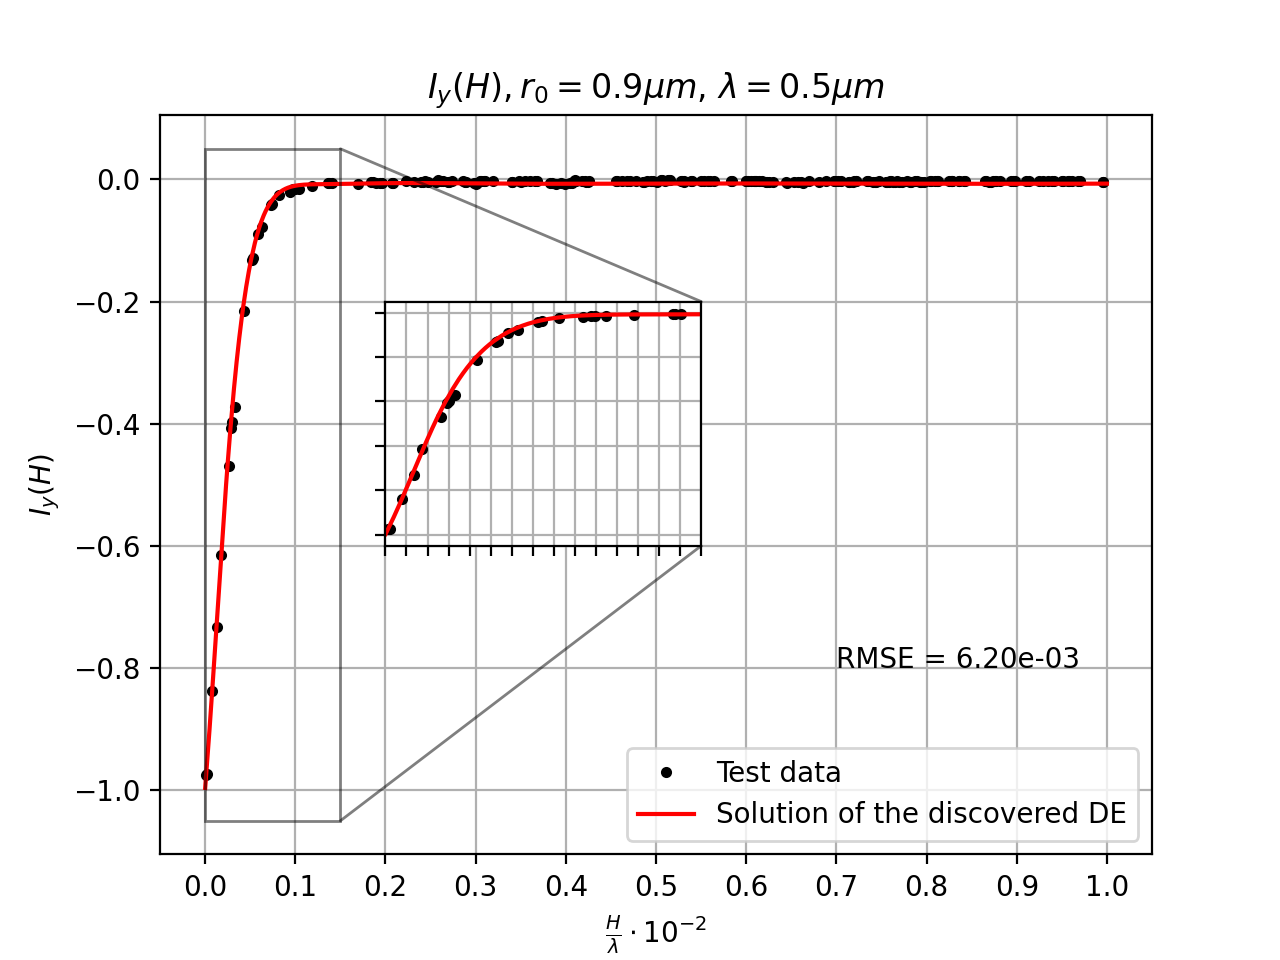 I_y(H), r_0 = 0.9μm, λ = 0.5μm
0.0
−0.2
−0.4
−0.6
−0.8
−1.0
I_y(H)
RMSE = 6.20e-03
Test data
Solution of the discovered DE
0.0 0.1 0.2 0.3 0.4 0.5 0.6 0.7 0.8 0.9 1.0
H/λ · 10^−2